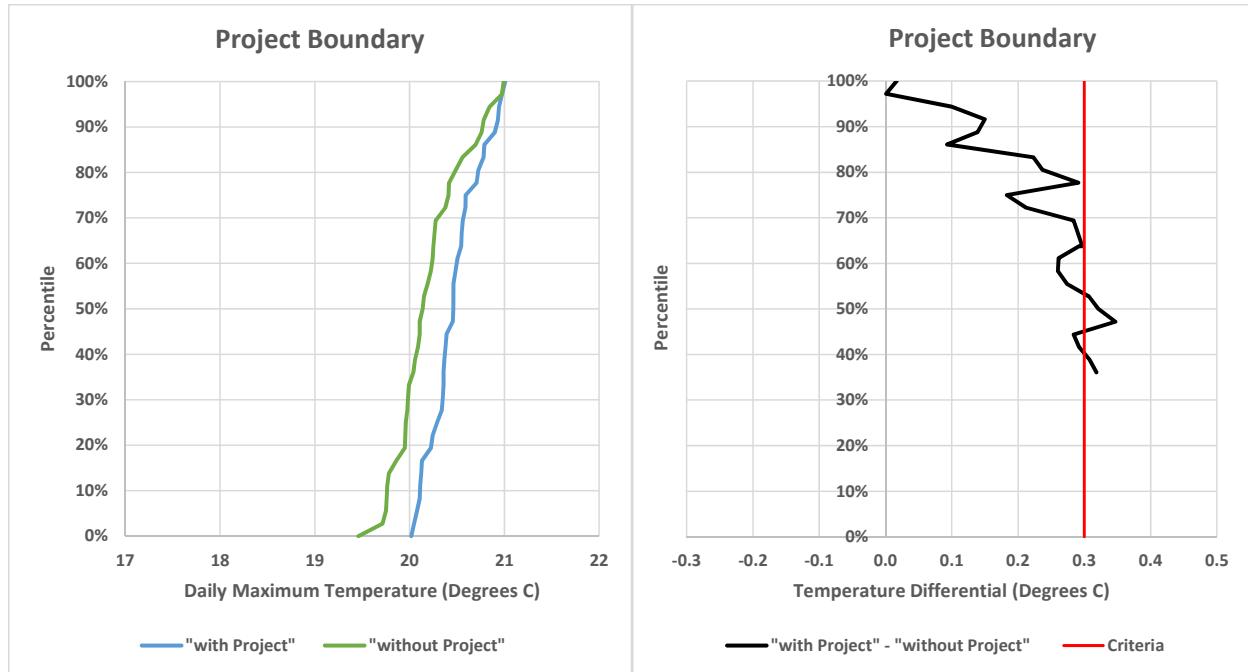 Project Boundary
100%
90%
80%
70%
60%
50%
40%
30%
20%
10%
0%
Percentile
17 18 19 20 21 22
Daily Maximum Temperature (Degrees C)
"with Project" "without Project"
Project Boundary
100%
90%
80%
70%
60%
50%
40%
30%
20%
10%
0%
Percentile
-0.3 -0.2 -0.1 0.0 0.1 0.2 0.3 0.4 0.5
Temperature Differential (Degrees C)
"with Project" - "without Project" Criteria